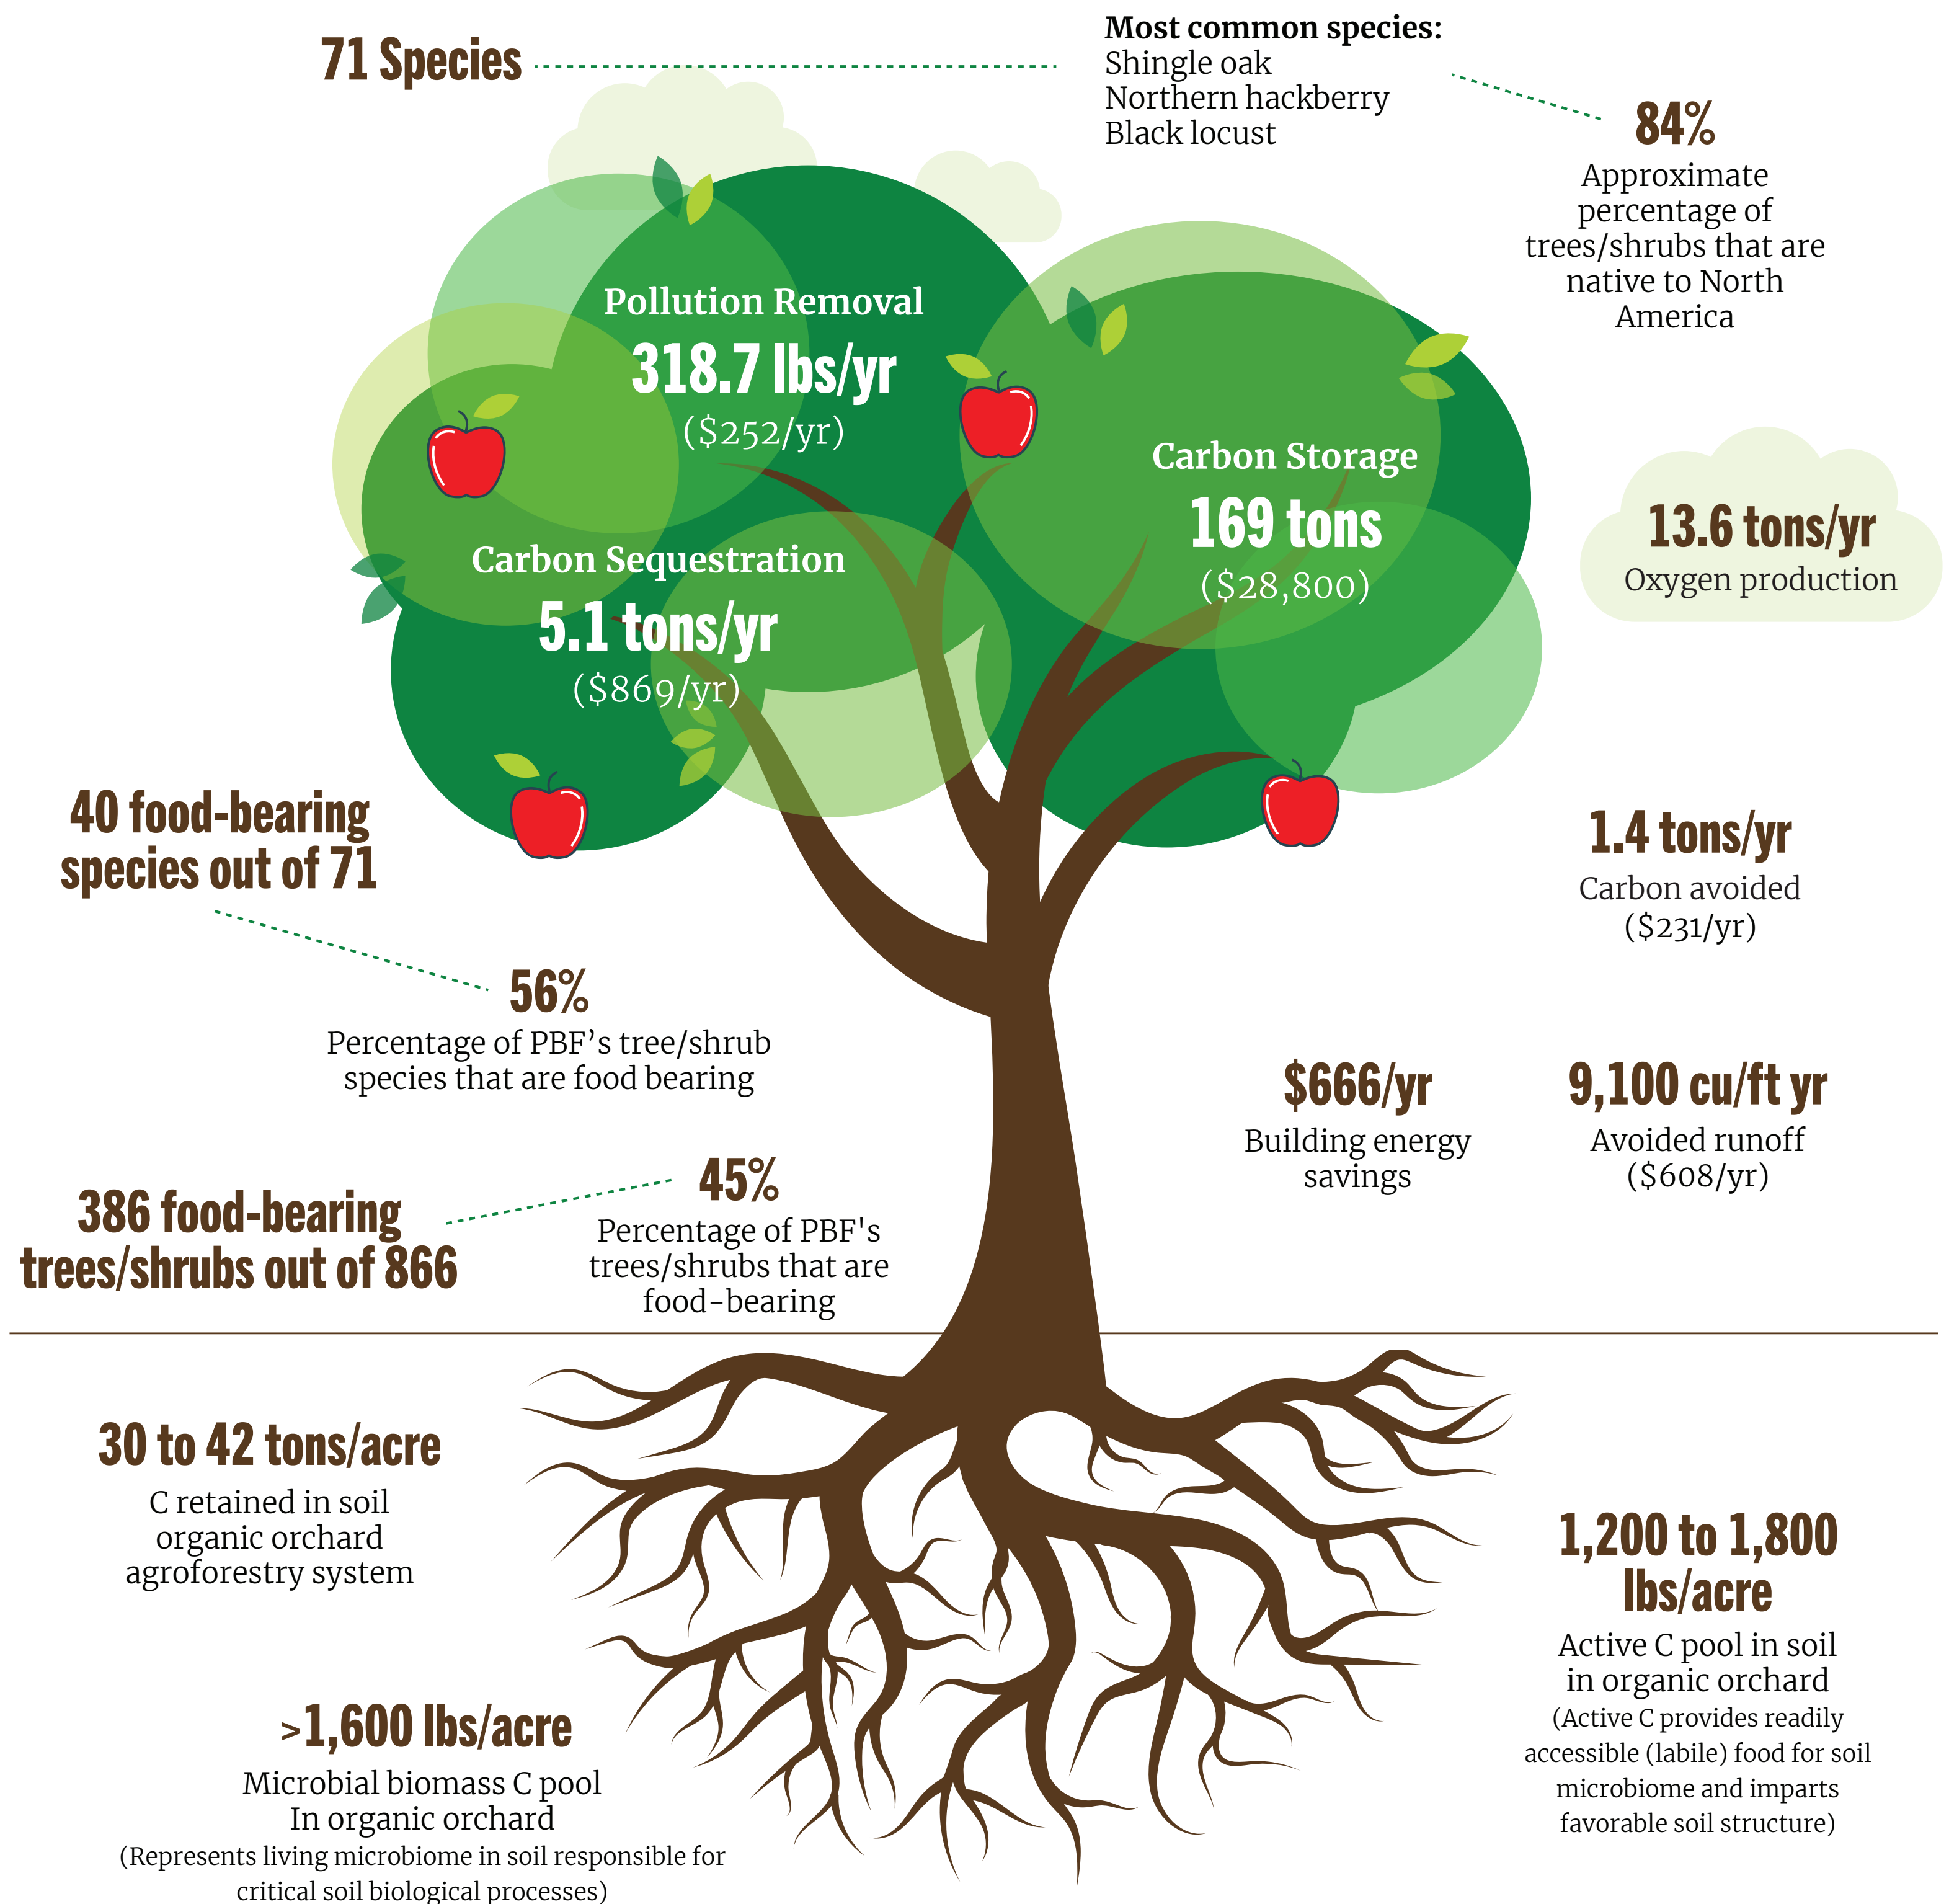 71 Species
Most common species:
Shingle oak
Northern hackberry
Black locust
84%
Approximate
percentage of
trees/shrubs that are
native to North
America
Pollution Removal
318.7 lbs/yr
($252/yr)
Carbon Storage
169 tons
($28,800)
Carbon Sequestration
5.1 tons/yr
($869/yr)
13.6 tons/yr
Oxygen production
40 food-bearing
species out of 71
56%
Percentage of PBF’s tree/shrub
species that are food bearing
1.4 tons/yr
Carbon avoided
($231/yr)
$666/yr
Building energy
savings
9,100 cu/ft yr
Avoided runoff
($608/yr)
386 food-bearing
trees/shrubs out of 866
45%
Percentage of PBF's
trees/shrubs that are
food-bearing
30 to 42 tons/acre
C retained in soil
organic orchard
agroforestry system
>1,600 lbs/acre
Microbial biomass C pool
In organic orchard
(Represents living microbiome in soil responsible for
critical soil biological processes)
1,200 to 1,800
lbs/acre
Active C pool in soil
in organic orchard
(Active C provides readily
accessible (labile) food for soil
microbiome and imparts
favorable soil structure)